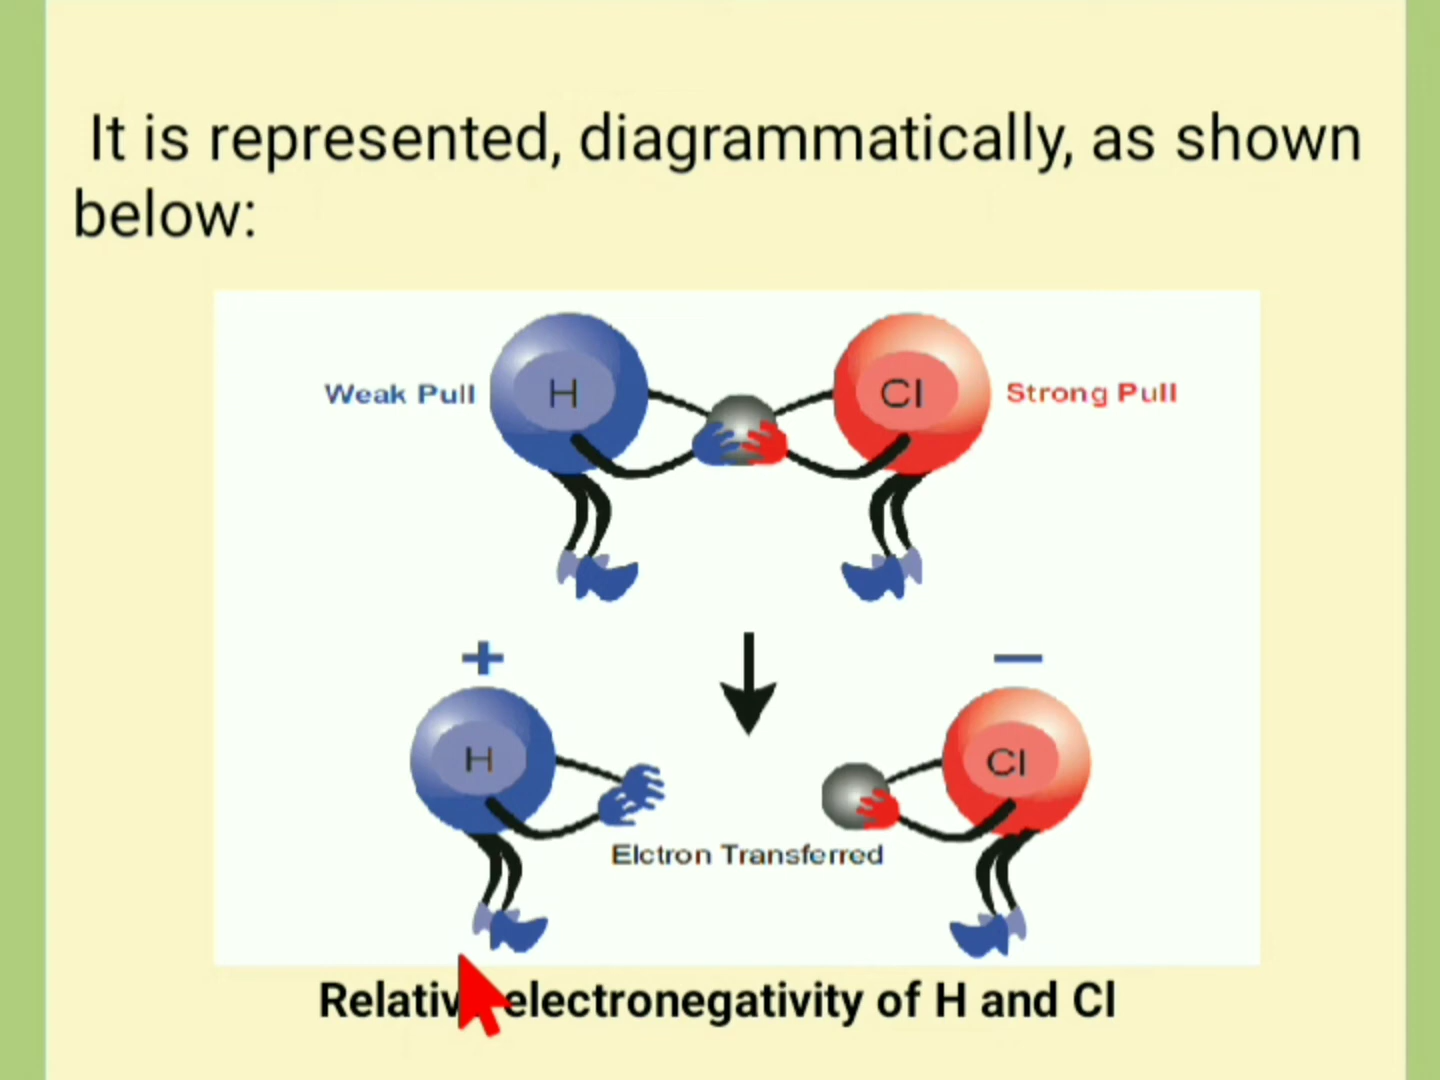 It is represented, diagrammatically, as shown
below:
Weak Pull H Cl Strong Pull
+ −
H Cl
Elctron Transferred
electronegativity of H and Cl